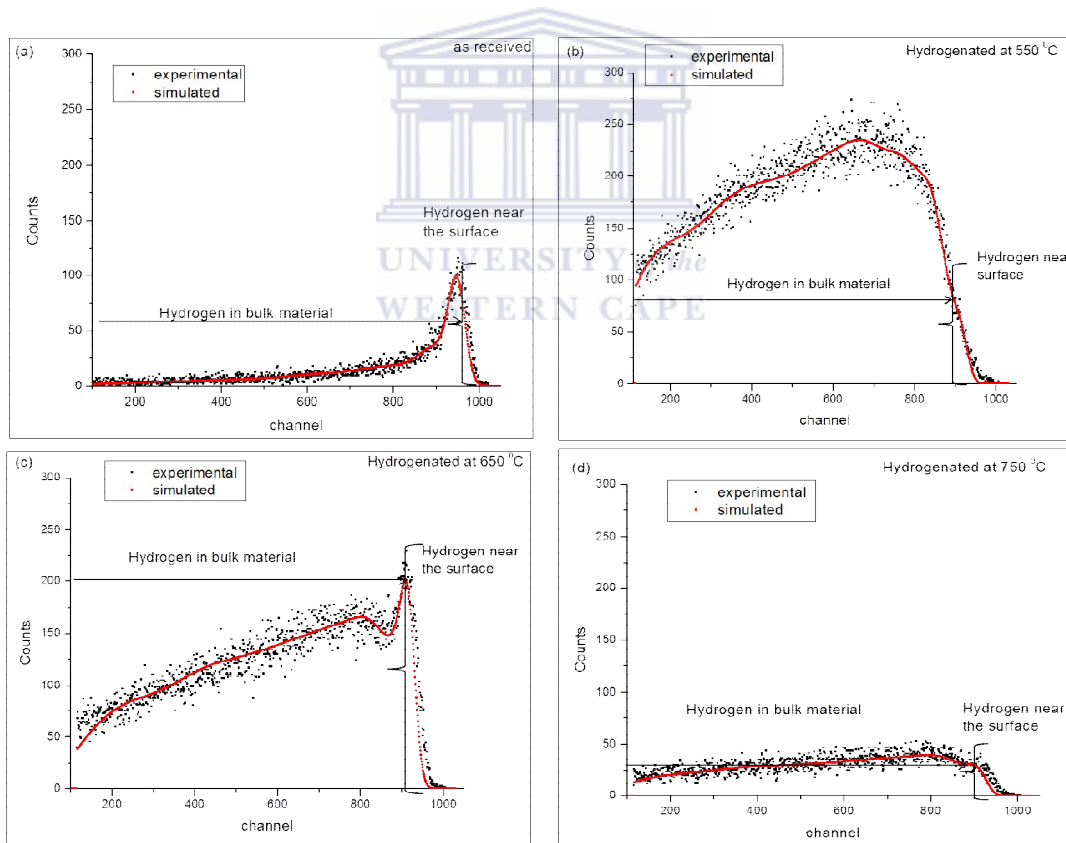 (a)
as received
300
experimental
simulated
250
200
Counts
150
Hydrogen near
the surface
100
Hydrogen in bulk material
50
0
200 400 600 800 1000
channel
(b)
Hydrogenated at 550 ⁰C
300
experimental
simulated
250
200
Counts
150
Hydrogen near
surface
100
Hydrogen in bulk material
50
0
200 400 600 800 1000
channel
UNIVERSITY of the
WESTERN CAPE
(c)
Hydrogenated at 650 ⁰C
300
experimental
simulated
250
Hydrogen in bulk material
Hydrogen near
the surface
200
Counts
150
100
50
0
200 400 600 800 1000
channel
(d)
Hydrogenated at 750 ⁰C
300
experimental
simulated
250
200
Counts
150
100
Hydrogen in bulk material
Hydrogen near
the surface
50
0
200 400 600 800 1000
channel